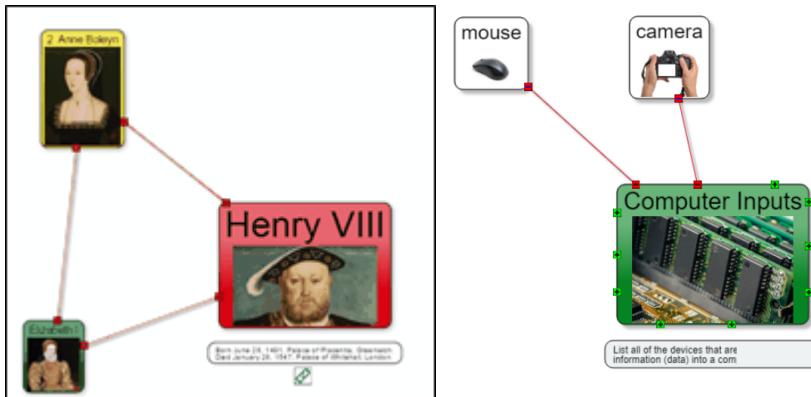 2 Anne Boleyn
Henry VIII
Elizabeth I
Born June 28, 1491, Palace of Placentia, Greenwich
Died January 28, 1547, Palace of Whitehall, London
mouse
camera
Computer Inputs
List all of the devices that are
information (data) into a com